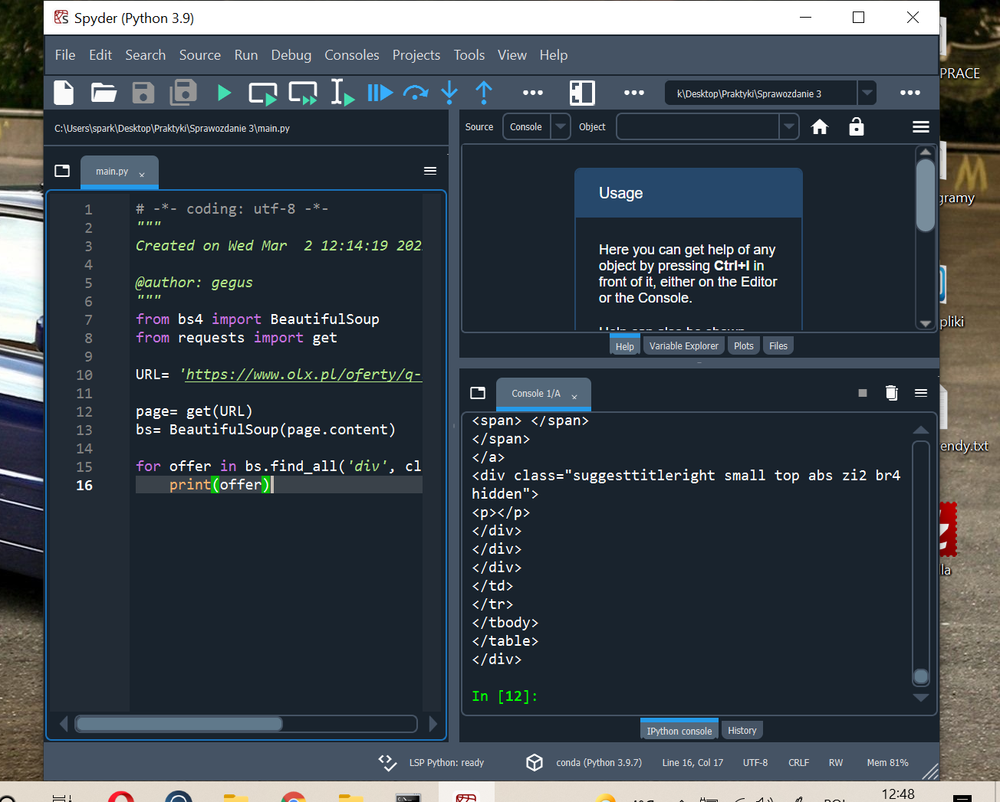 Spyder (Python 3.9)
File Edit Search Source Run Debug Consoles Projects Tools View Help
k\Desktop\Praktyki\Sprawozdanie 3
C:\Users\spark\Desktop\Praktyki\Sprawozdanie 3\main.py
main.py
1 # -*- coding: utf-8 -*-
2 """
3 Created on Wed Mar  2 12:14:19 202
4
5 @author: gegus
6 """
7 from bs4 import BeautifulSoup
8 from requests import get
9
10 URL= 'https://www.olx.pl/oferty/q-
11
12 page= get(URL)
13 bs= BeautifulSoup(page.content)
14
15 for offer in bs.find_all('div', cl
16     print(offer)
Source Console Object
Usage
Here you can get help of any
object by pressing Ctrl+I in
front of it, either on the Editor
or the Console.
Help can also be shown
Help Variable Explorer Plots Files
Console 1/A
<span> </span>
</span>
</a>
<div class="suggesttitleright small top abs zi2 br4
hidden">
<p></p>
</div>
</div>
</div>
</td>
</tr>
</tbody>
</table>
</div>
In [12]:
IPython console History
LSP Python: ready conda (Python 3.9.7) Line 16, Col 17 UTF-8 CRLF RW Mem 81%
PRACE
gramy
pliki
endy.txt
la
12:48